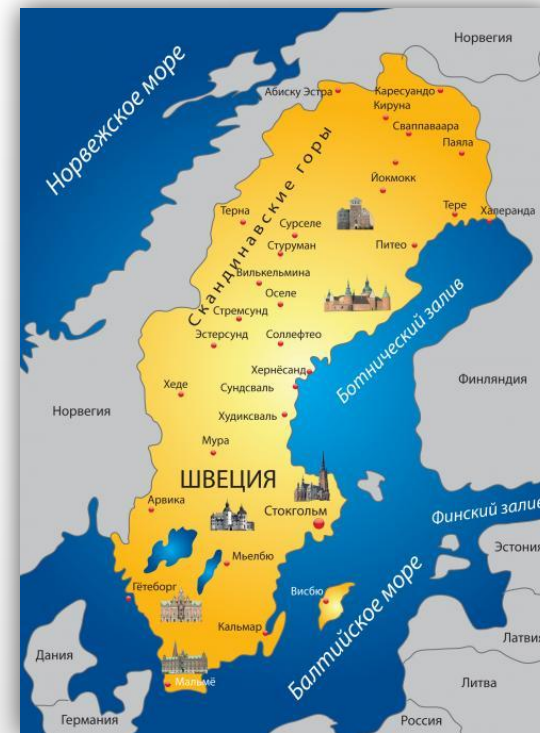 Норвегия
Норвежское море
Абиску Эстра
Каресуандо
Кируна
Сваппаваара
Паяла
Скандинавские горы
Йокмокк
Терна
Сурселе
Тере
Хаперанда
Стуруман
Питео
Вилькельмина
Оселе
Стремсунд
Эстерсунд
Соллефтео
Ботнический залив
Хернёсанд
Сундсваль
Хеде
Финляндия
Худиксваль
Норвегия
Мура
ШВЕЦИЯ
Арвика
Стокгольм
Финский залив
Эстония
Мьелбю
Гётеборг
Висбю
Балтийское море
Кальмар
Латвия
Дания
Мальмё
Литва
Германия
Россия